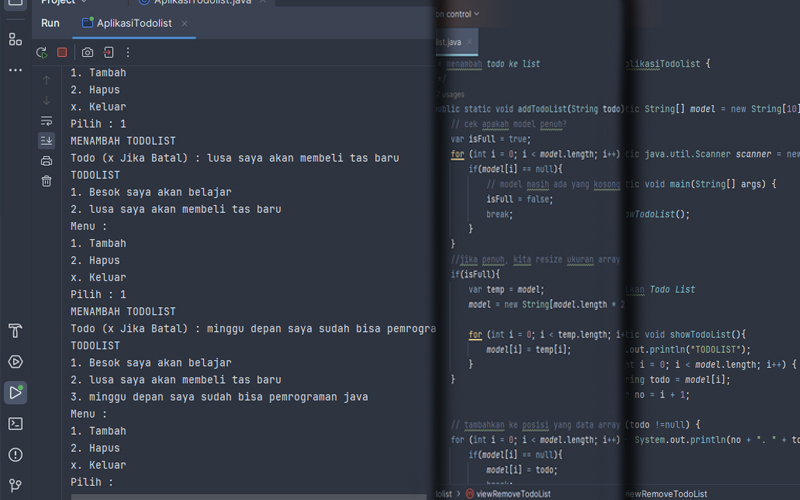 Project
AplikasiTodolist.java
Run
AplikasiTodolist
1. Tambah
2. Hapus
x. Keluar
Pilih : 1
MENAMBAH TODOLIST
Todo (x Jika Batal) : lusa saya akan membeli tas baru
TODOLIST
1. Besok saya akan belajar
2. lusa saya akan membeli tas baru
Menu :
1. Tambah
2. Hapus
x. Keluar
Pilih : 1
MENAMBAH TODOLIST
Todo (x Jika Batal) : minggu depan saya sudah bisa pemrogra
TODOLIST
1. Besok saya akan belajar
2. lusa saya akan membeli tas baru
3. minggu depan saya sudah bisa pemrograman java
Menu :
1. Tambah
2. Hapus
x. Keluar
Pilih :
on control
list.java
* menambah todo ke list
*/
usages
public static void addTodoList(String todo)
// cek apakah model penuh?
var isFull = true;
for (int i = 0; i < model.length; i++)
if(model[i] == null){
// model masih ada yang kosong
isFull = false;
break;
}
}
//jika penuh, kita resize ukuran array
if(isFull){
var temp = model;
model = new String[model.length * 2
for (int i = 0; i < temp.length; i+
model[i] = temp[i];
}
}
// tambahkan ke posisi yang data array
for (int i = 0; i < model.length; i++)
if(model[i] == null){
model[i] = todo;
break;
dolist > viewRemoveTodoList
plikasiTodolist {
tic String[] model = new String[10]
tic java.util.Scanner scanner = new
tic void main(String[] args) {
owTodoList();
lkan Todo List
tic void showTodoList(){
.out.println("TODOLIST");
nt i = 0; i < model.length; i++) {
ring todo = model[i];
no = i + 1;
(todo !=null) {
System.out.println(no + ". " + to
viewRemoveTodoList